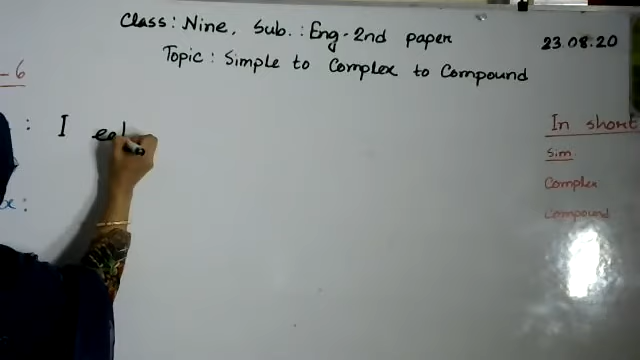 Class: Nine, Sub.: Eng-2nd paper
23.08.20
Topic: Simple to Complex to Compound
-6
: I
x:
In short
Sim
Complex
Compound